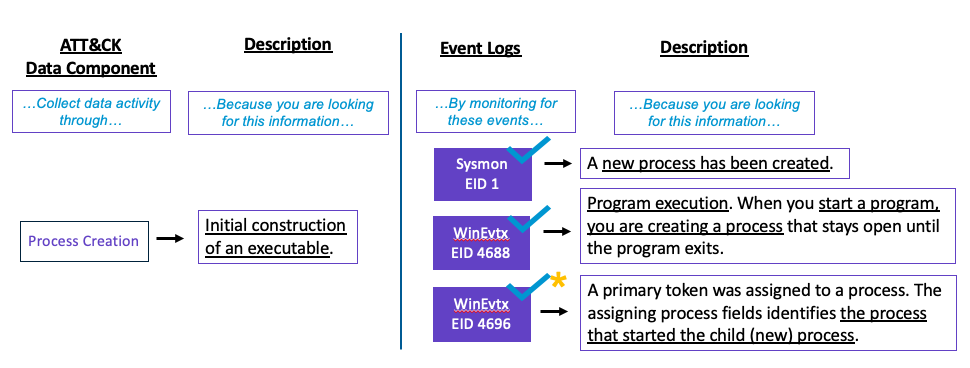 ATT&CK
Data Component
Description
Event Logs
Description
…Collect data activity
through…
…Because you are looking
for this information…
…By monitoring for
these events…
…Because you are looking
for this information…
Process Creation
Initial construction
of an executable.
Sysmon
EID 1
A new process has been created.
WinEvtx
EID 4688
Program execution. When you start a program,
you are creating a process that stays open until
the program exits.
*
WinEvtx
EID 4696
A primary token was assigned to a process. The
assigning process fields identifies the process
that started the child (new) process.